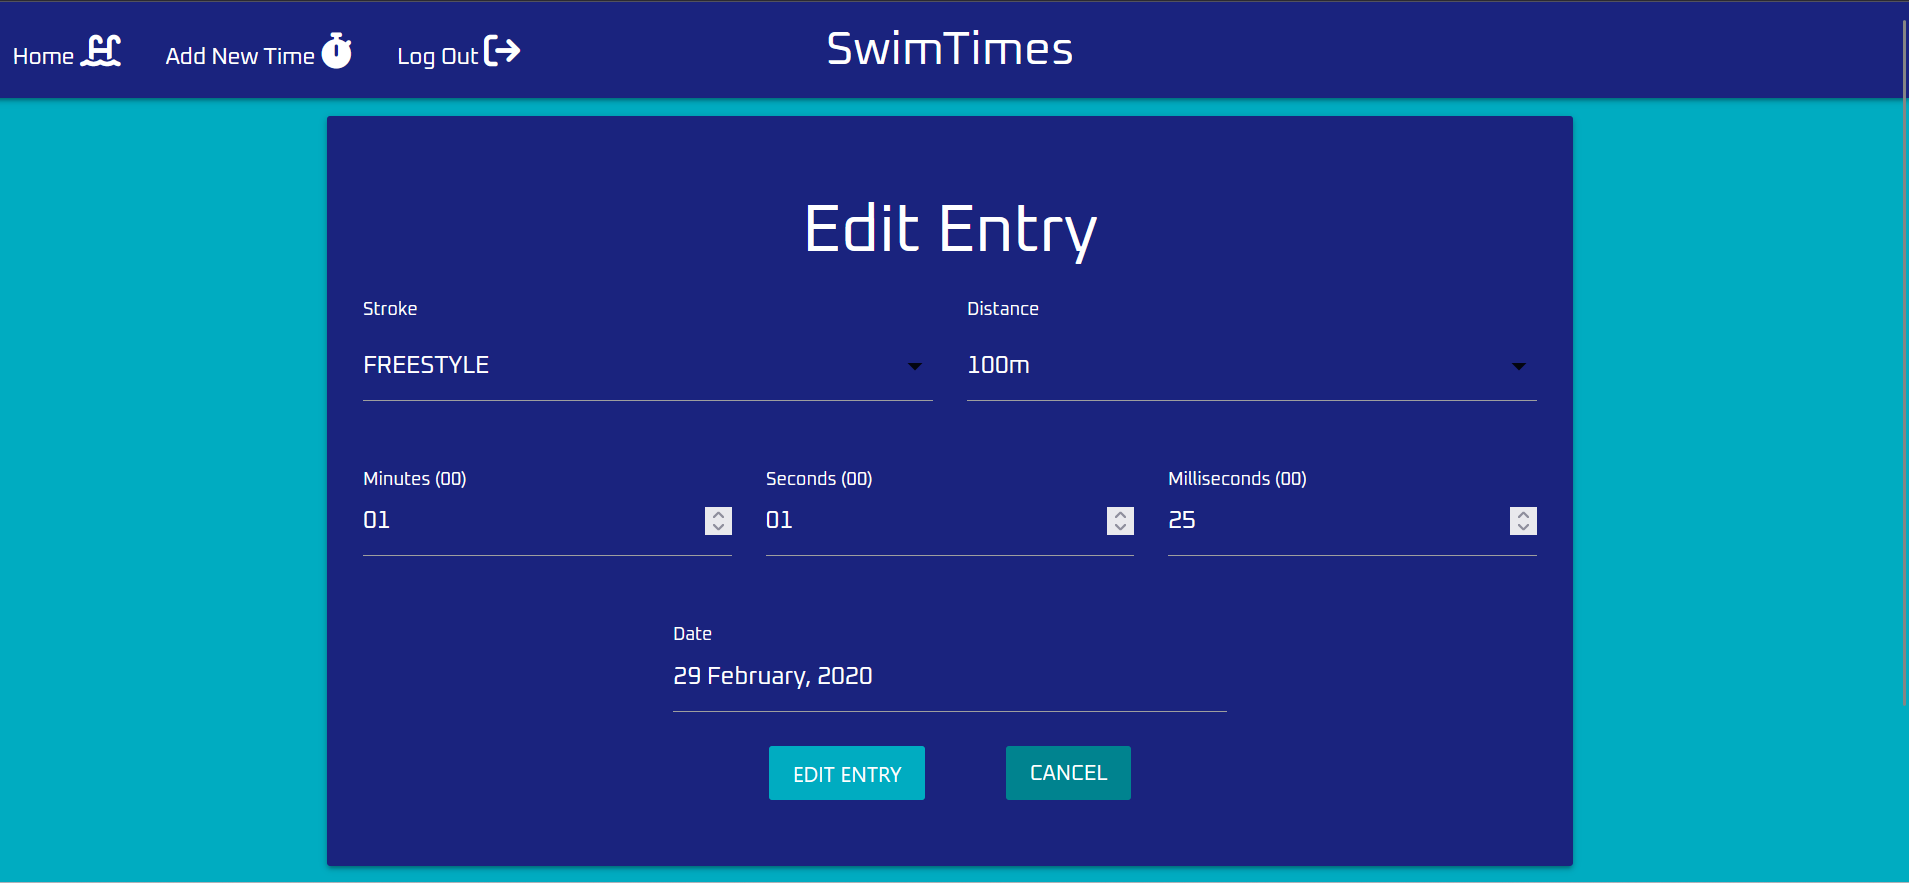 Home Add New Time Log Out SwimTimes
Edit Entry
Stroke Distance
FREESTYLE 100m
Minutes (00) Seconds (00) Milliseconds (00)
01 01 25
Date
29 February, 2020
EDIT ENTRY CANCEL